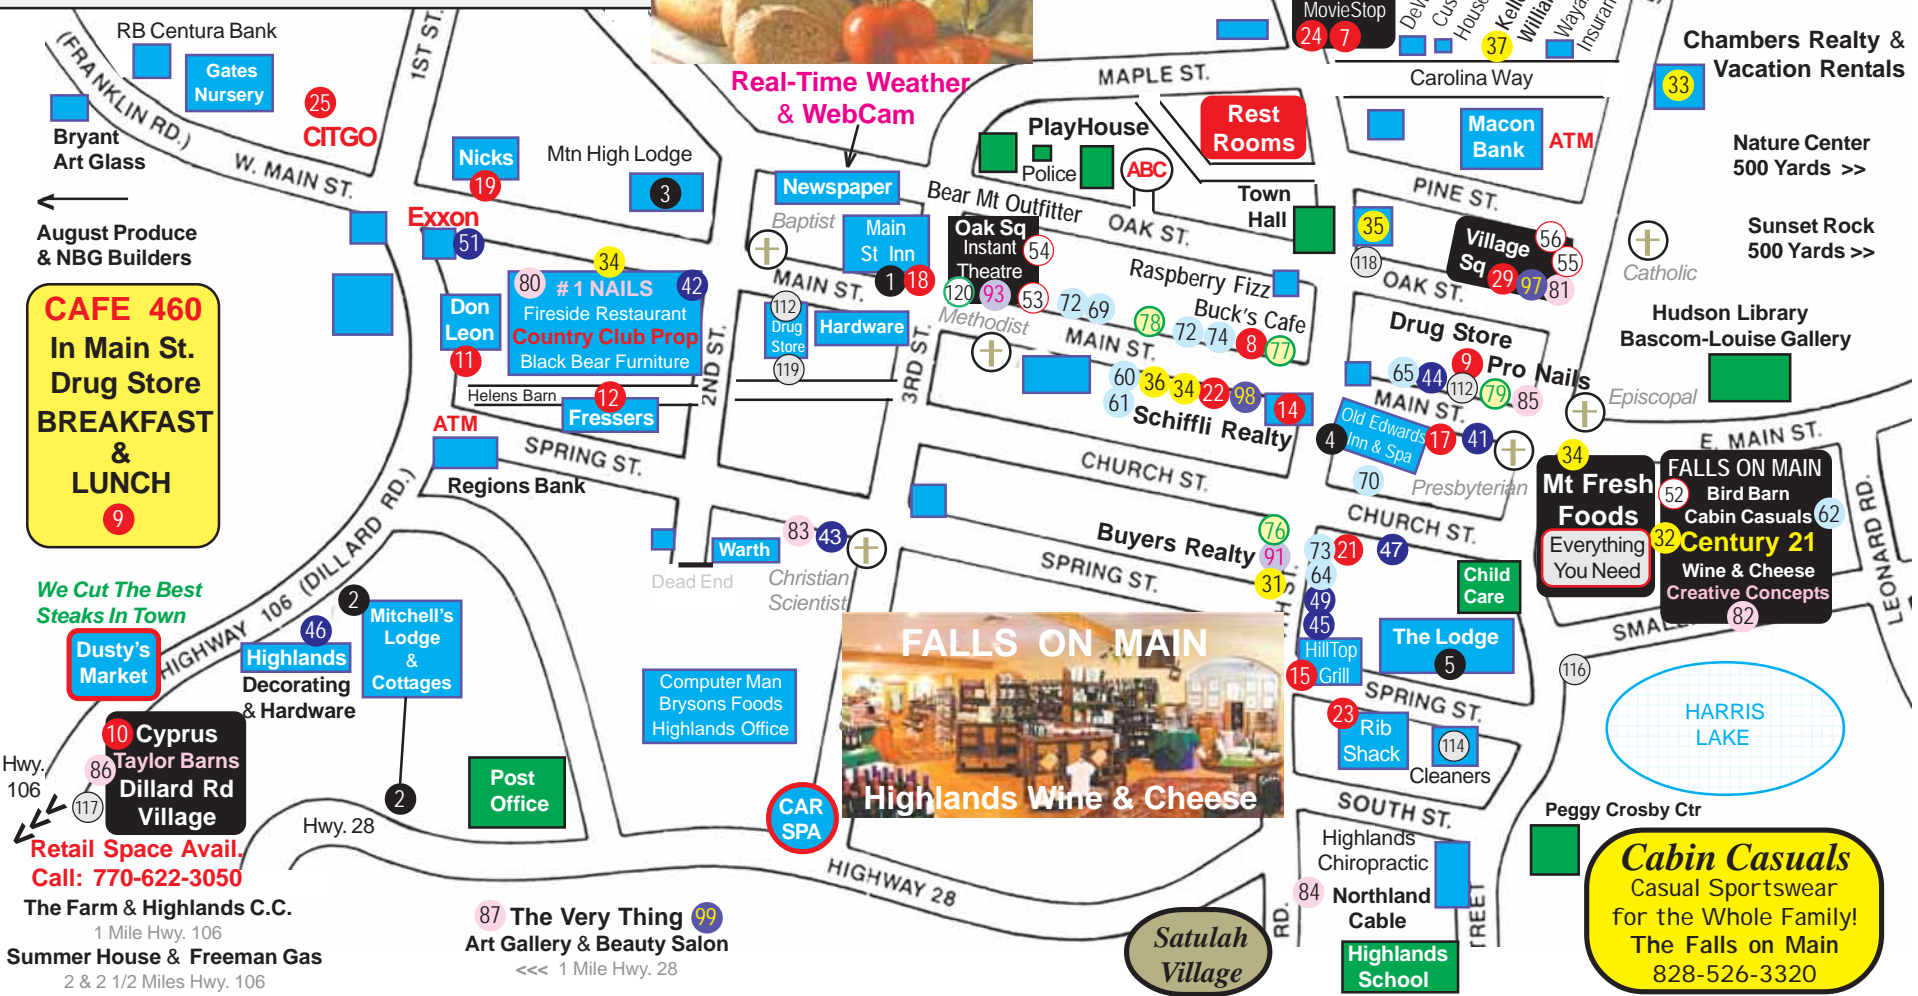 RB Centura Bank
(FRANKLIN RD.)
Gates
Nursery
25
CITGO
1ST ST.
Bryant
Art Glass
W. MAIN ST.
August Produce
& NBG Builders
CAFE 460
In Main St.
Drug Store
BREAKFAST
&
LUNCH
9
We Cut The Best
Steaks In Town
Dusty's
Market
HIGHWAY 106 (DILLARD RD.)
10
Cyprus
86
Taylor Barns
117
Dillard Rd
Village
Hwy.
106
Retail Space Avail.
Call: 770-622-3050
The Farm & Highlands C.C.
1 Mile Hwy. 106
Summer House & Freeman Gas
2 & 2 1/2 Miles Hwy. 106
Nicks
19
Mtn High Lodge
3
Exxon
51
Don
Leon
11
34
80
# 1 NAILS
42
Fireside Restaurant
Country Club Prop
Black Bear Furniture
Helens Barn
12
Fressers
ATM
Regions Bank
SPRING ST.
2ND ST.
2
46
Highlands
Decorating
& Hardware
Mitchell's
Lodge
&
Cottages
2
Hwy. 28
Post
Office
87
The Very Thing
99
Art Gallery & Beauty Salon
<<< 1 Mile Hwy. 28
Real-Time Weather
& WebCam
Newspaper
Baptist
Main
St Inn
1
18
MAIN ST.
112
Drug
Store
119
Hardware
3RD ST.
Bear Mt Outfitter
Oak Sq
Instant
Theatre
54
120
93
53
Methodist
72
69
78
72
74
8
77
Raspberry Fizz
Buck's Cafe
MAIN ST.
60
61
36
34
22
98
14
Schiffli Realty
CHURCH ST.
Warth
83
43
Dead End
Christian
Scientist
Computer Man
Brysons Foods
Highlands Office
CAR
SPA
HIGHWAY 28
FALLS ON MAIN
Highlands Wine & Cheese
SPRING ST.
Buyers Realty
76
91
31
PlayHouse
Police
ABC
OAK ST.
MAPLE ST.
Rest
Rooms
Town
Hall
MovieStop
24
7
37
Carolina Way
Macon
Bank
ATM
PINE ST.
35
118
Village
Sq
56
55
29
97
81
OAK ST.
Drug Store
9
Pro Nails
65
44
112
79
85
MAIN ST.
Old Edwards
Inn & Spa
4
17
41
70
Presbyterian
CHURCH ST.
73
21
47
64
49
45
HillTop
Grill
15
Child
Care
The Lodge
5
SPRING ST.
23
Rib
Shack
114
Cleaners
SOUTH ST.
Highlands
Chiropractic
84
Northland
Cable
Highlands
School
RD.
Satulah
Village
Chambers Realty &
Vacation Rentals
33
Nature Center
500 Yards >>
Sunset Rock
500 Yards >>
Catholic
Hudson Library
Bascom-Louise Gallery
Episcopal
E. MAIN ST.
34
Mt Fresh
Foods
Everything
You Need
FALLS ON MAIN
52
Bird Barn
Cabin Casuals
62
32
Century 21
Wine & Cheese
Creative Concepts
82
LEONARD RD.
116
HARRIS
LAKE
Peggy Crosby Ctr
Cabin Casuals
Casual Sportswear
for the Whole Family!
The Falls on Main
828-526-3320